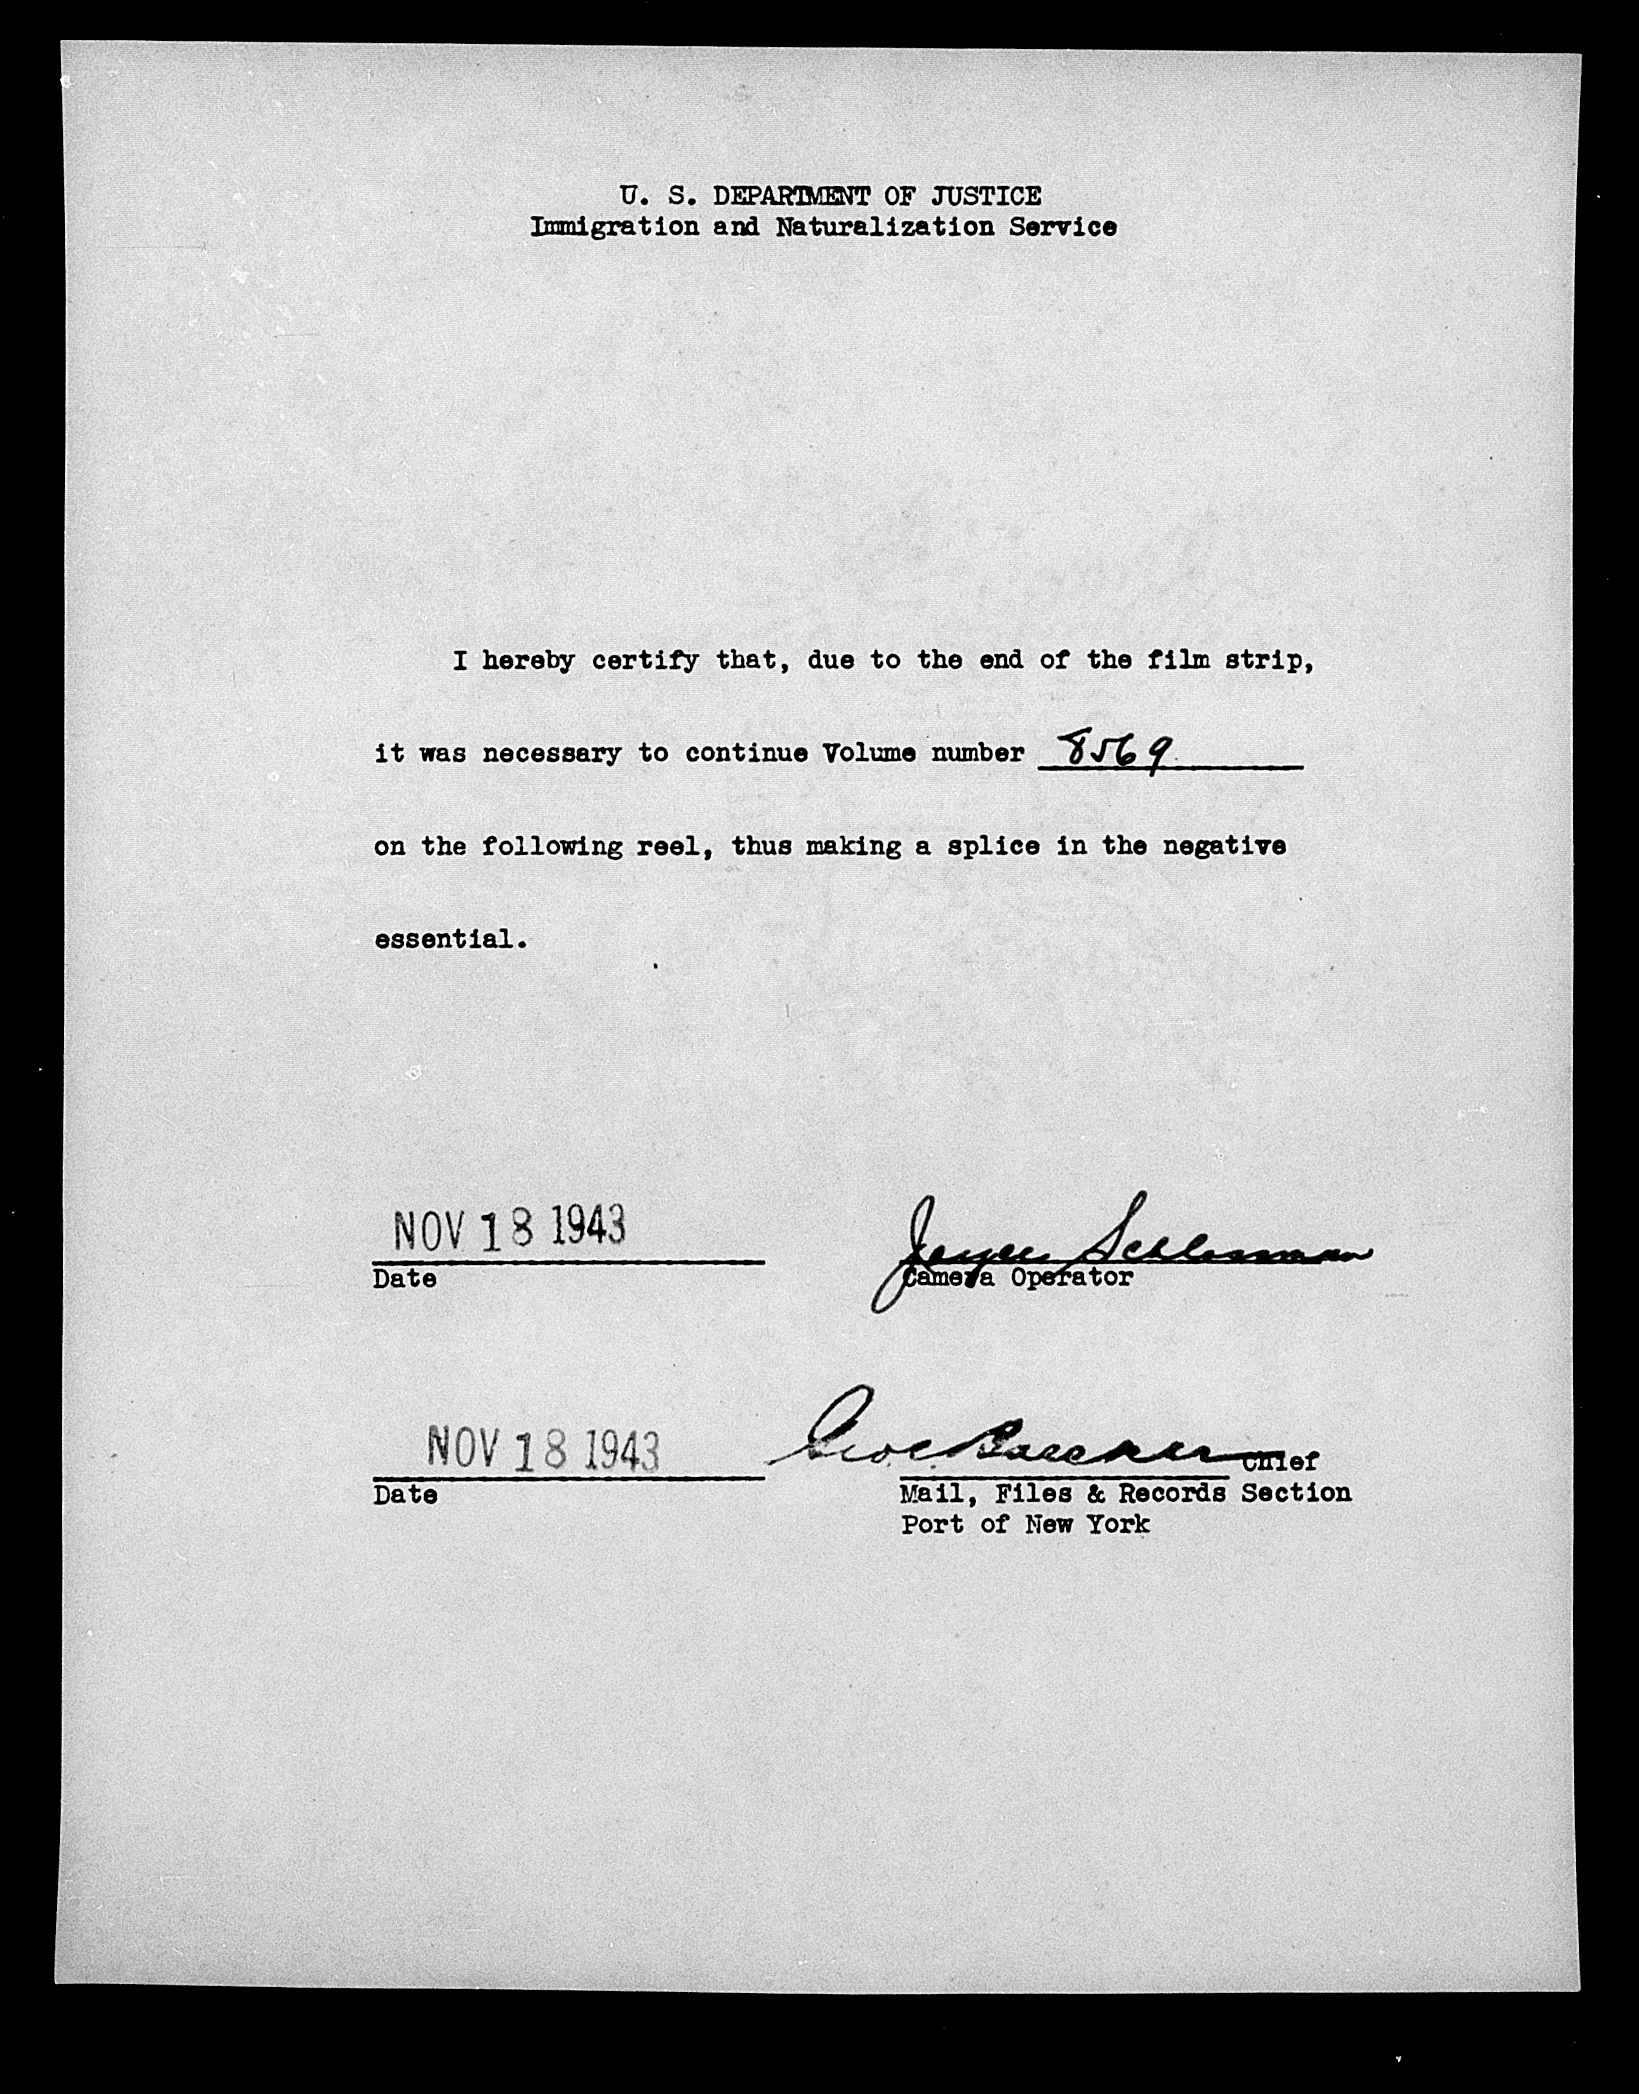 U. S. DEPARTMENT OF JUSTICE
Immigration and Naturalization Service
I hereby certify that, due to the end of the film strip,
it was necessary to continue Volume number 8569
on the following reel, thus making a splice in the negative
essential.
NOV 18 1943
Date
Camera Operator
NOV 18 1943
Chief
Date
Mail, Files & Records Section
Port of New York